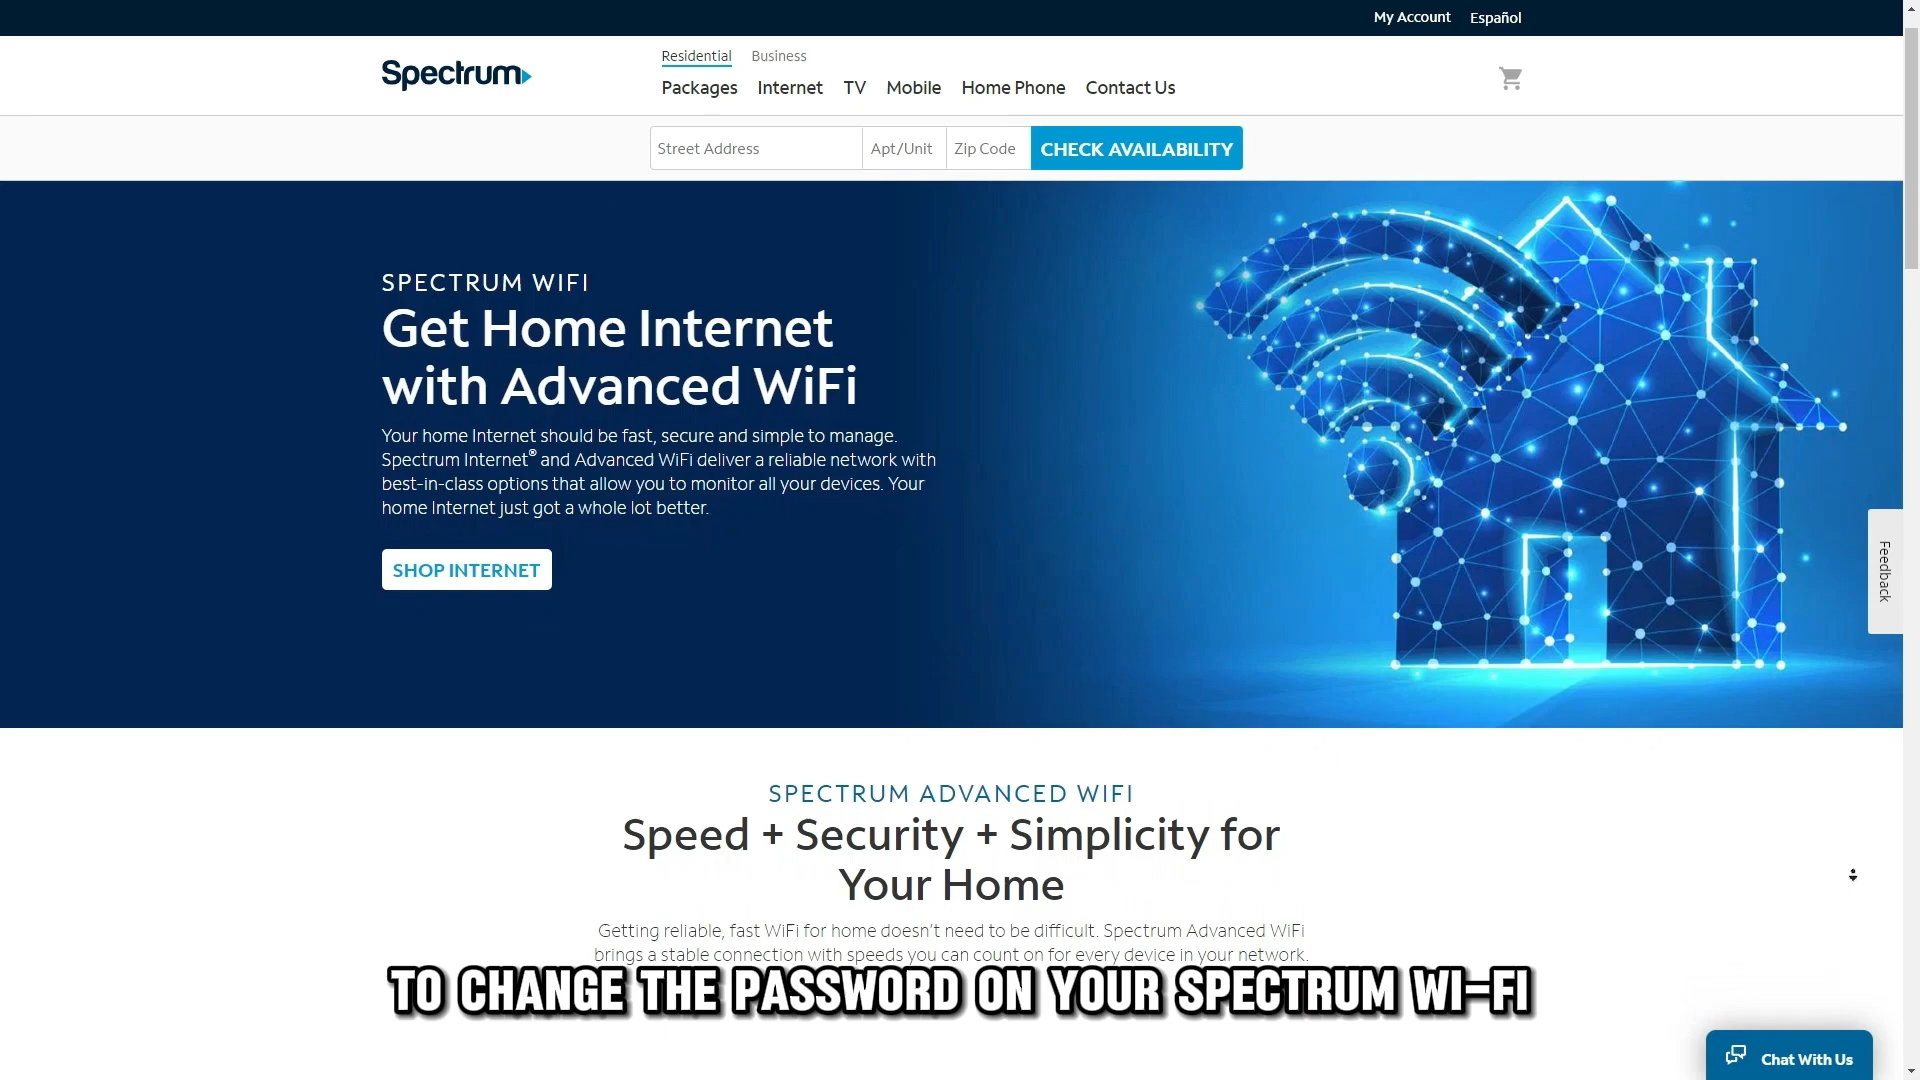 My Account Español
Spectrum
Residential Business
Packages Internet TV Mobile Home Phone Contact Us
Street Address Apt/Unit Zip Code CHECK AVAILABILITY
SPECTRUM WIFI
Get Home Internet
with Advanced WiFi
Your home Internet should be fast, secure and simple to manage.
Spectrum Internet® and Advanced WiFi deliver a reliable network with
best-in-class options that allow you to monitor all your devices. Your
home Internet just got a whole lot better.
SHOP INTERNET
Feedback
SPECTRUM ADVANCED WIFI
Speed + Security + Simplicity for
Your Home
Getting reliable, fast WiFi for home doesn't need to be difficult. Spectrum Advanced WiFi
brings a stable connection with speeds you can count on for every device in your network.
TO CHANGE THE PASSWORD ON YOUR SPECTRUM WI-FI
Chat With Us